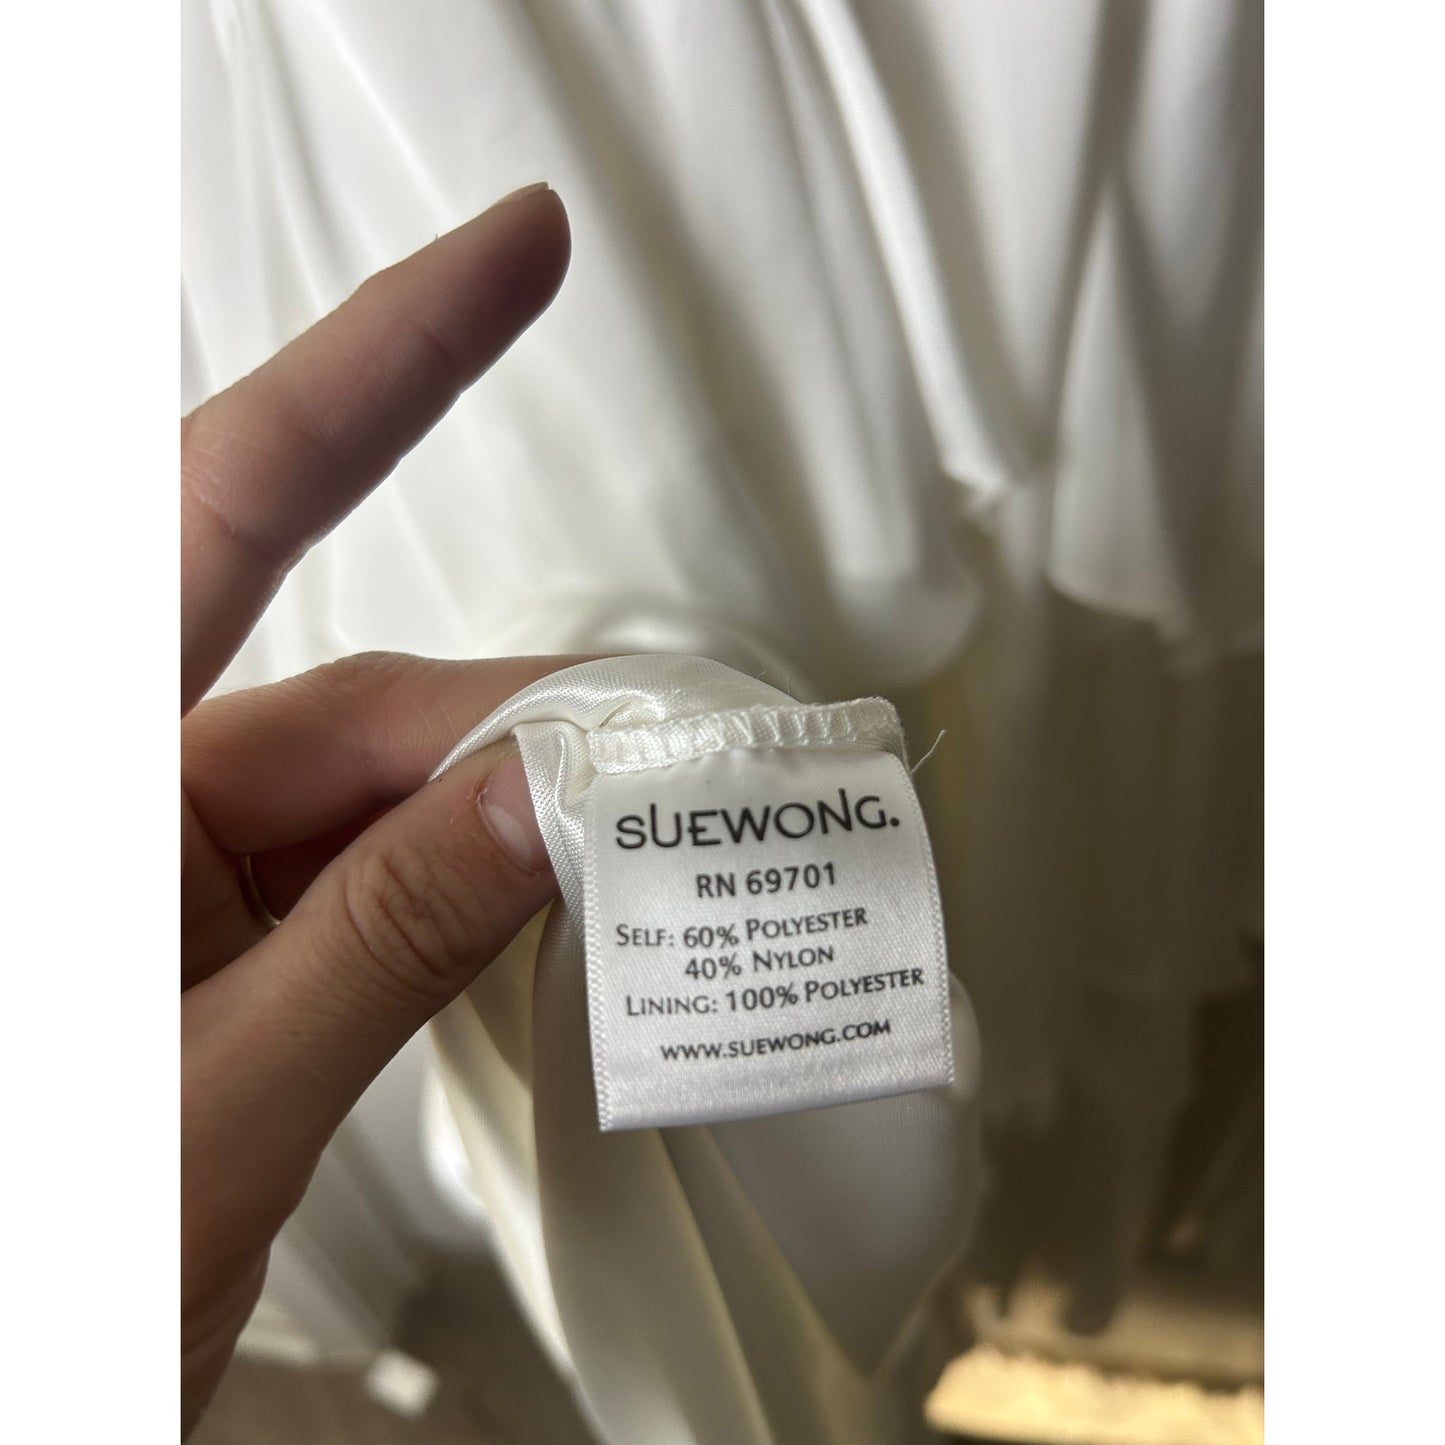 SUEWONG.
RN 69701
SELF: 60% POLYESTER
40% NYLON
LINING: 100% POLYESTER
WWW.SUEWONG.COM